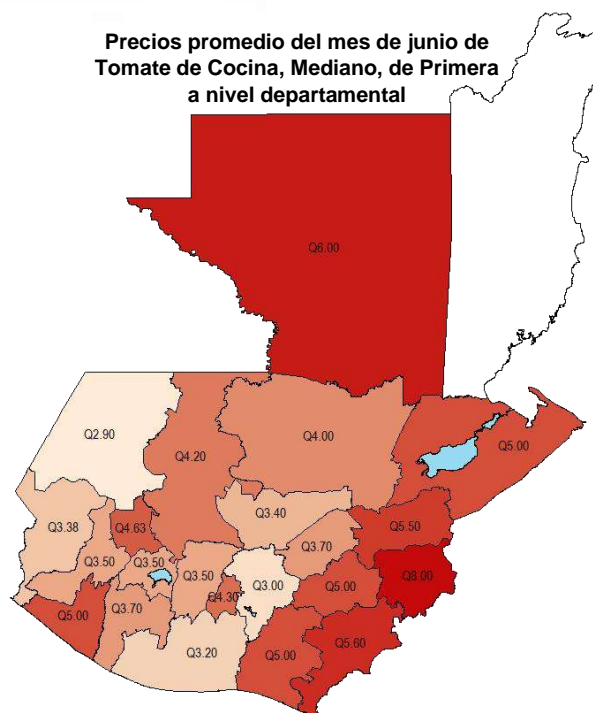 Precios promedio del mes de junio de
Tomate de Cocina, Mediano, de Primera
a nivel departamental
Q6.00
Q2.90
Q4.20
Q4.00
Q5.00
Q3.38
Q4.63
Q3.40
Q5.50
Q3.50
Q3.50
Q3.50
Q3.70
Q8.00
Q5.00
Q3.70
Q4.30
Q3.00
Q5.00
Q3.20
Q5.00
Q5.60